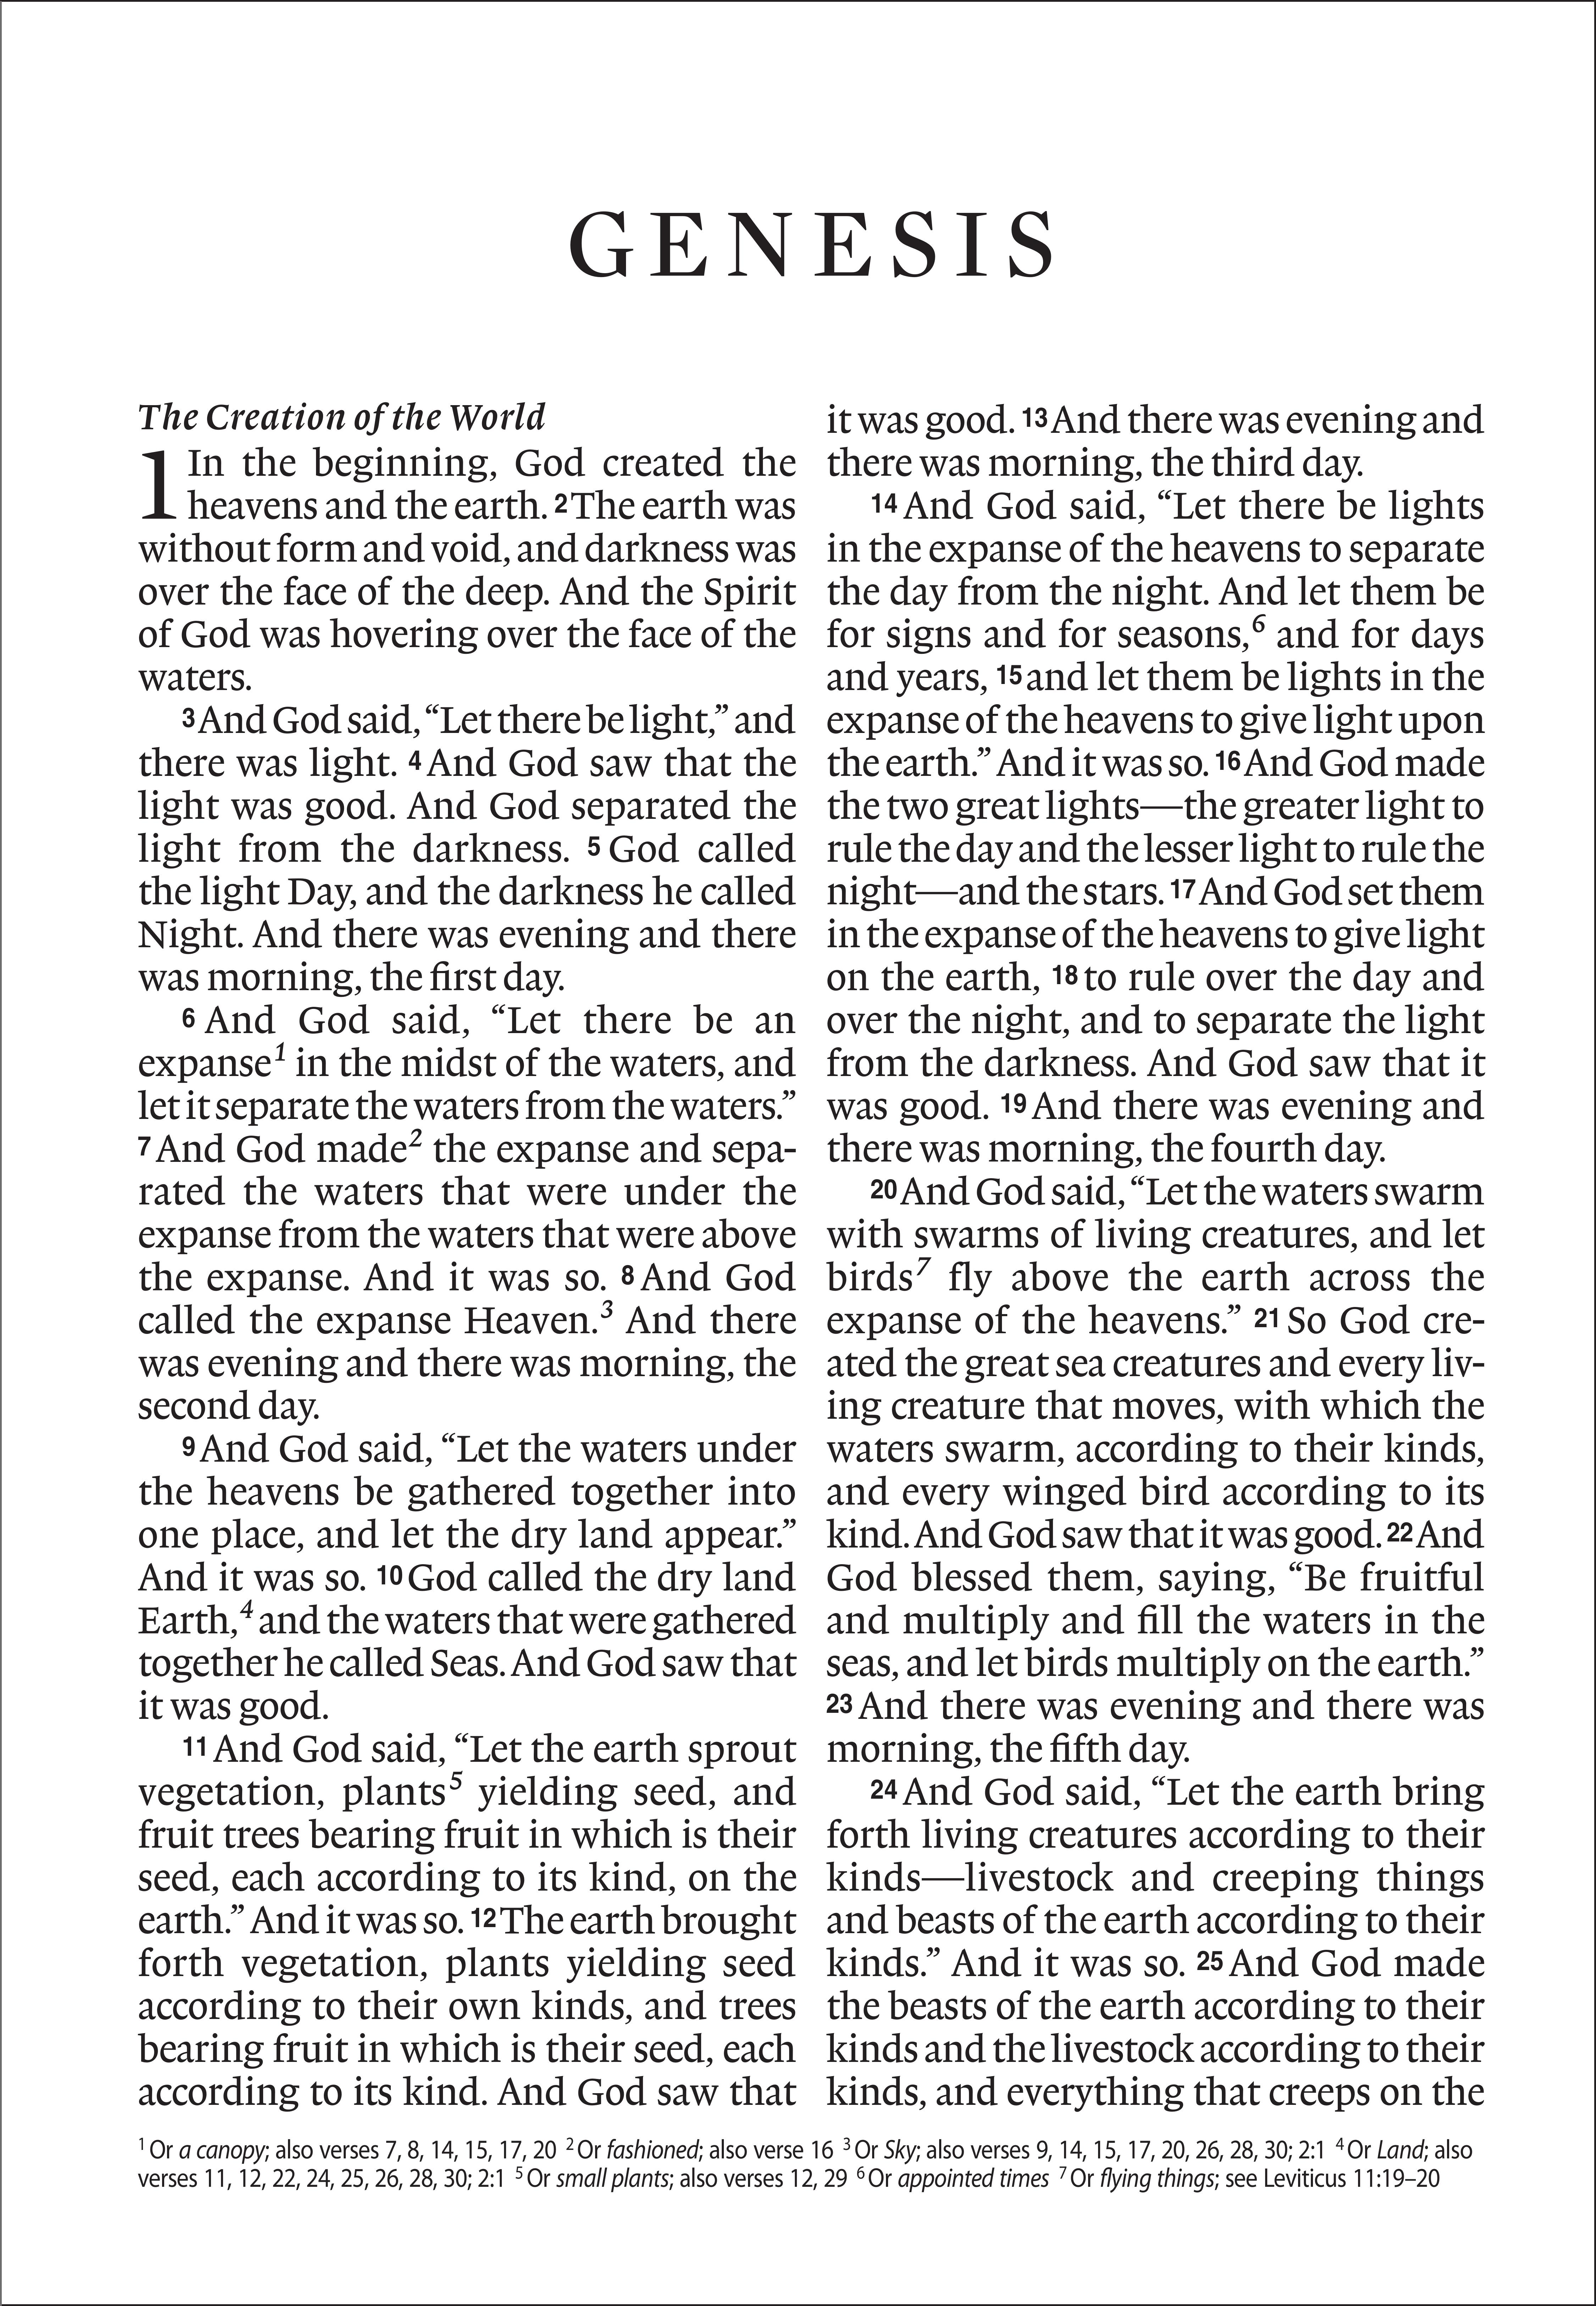 GENESIS
The Creation of the World
1 In the beginning, God created the
heavens and the earth. 2 The earth was
without form and void, and darkness was
over the face of the deep. And the Spirit
of God was hovering over the face of the
waters.
3 And God said, “Let there be light,” and
there was light. 4 And God saw that the
light was good. And God separated the
light from the darkness. 5 God called
the light Day, and the darkness he called
Night. And there was evening and there
was morning, the first day.
6 And God said, “Let there be an
expanse1 in the midst of the waters, and
let it separate the waters from the waters.”
7 And God made2 the expanse and sepa-
rated the waters that were under the
expanse from the waters that were above
the expanse. And it was so. 8 And God
called the expanse Heaven.3 And there
was evening and there was morning, the
second day.
9 And God said, “Let the waters under
the heavens be gathered together into
one place, and let the dry land appear.”
And it was so. 10 God called the dry land
Earth,4 and the waters that were gathered
together he called Seas. And God saw that
it was good.
11 And God said, “Let the earth sprout
vegetation, plants5 yielding seed, and
fruit trees bearing fruit in which is their
seed, each according to its kind, on the
earth.” And it was so. 12 The earth brought
forth vegetation, plants yielding seed
according to their own kinds, and trees
bearing fruit in which is their seed, each
according to its kind. And God saw that
it was good. 13 And there was evening and
there was morning, the third day.
14 And God said, “Let there be lights
in the expanse of the heavens to separate
the day from the night. And let them be
for signs and for seasons,6 and for days
and years, 15 and let them be lights in the
expanse of the heavens to give light upon
the earth.” And it was so. 16 And God made
the two great lights—the greater light to
rule the day and the lesser light to rule the
night—and the stars. 17 And God set them
in the expanse of the heavens to give light
on the earth, 18 to rule over the day and
over the night, and to separate the light
from the darkness. And God saw that it
was good. 19 And there was evening and
there was morning, the fourth day.
20 And God said, “Let the waters swarm
with swarms of living creatures, and let
birds7 fly above the earth across the
expanse of the heavens.” 21 So God cre-
ated the great sea creatures and every liv-
ing creature that moves, with which the
waters swarm, according to their kinds,
and every winged bird according to its
kind. And God saw that it was good. 22 And
God blessed them, saying, “Be fruitful
and multiply and fill the waters in the
seas, and let birds multiply on the earth.”
23 And there was evening and there was
morning, the fifth day.
24 And God said, “Let the earth bring
forth living creatures according to their
kinds—livestock and creeping things
and beasts of the earth according to their
kinds.” And it was so. 25 And God made
the beasts of the earth according to their
kinds and the livestock according to their
kinds, and everything that creeps on the
1 Or a canopy; also verses 7, 8, 14, 15, 17, 20 2 Or fashioned; also verse 16 3 Or Sky; also verses 9, 14, 15, 17, 20, 26, 28, 30; 2:1 4 Or Land; also
verses 11, 12, 22, 24, 25, 26, 28, 30; 2:1 5 Or small plants; also verses 12, 29 6 Or appointed times 7 Or flying things; see Leviticus 11:19–20